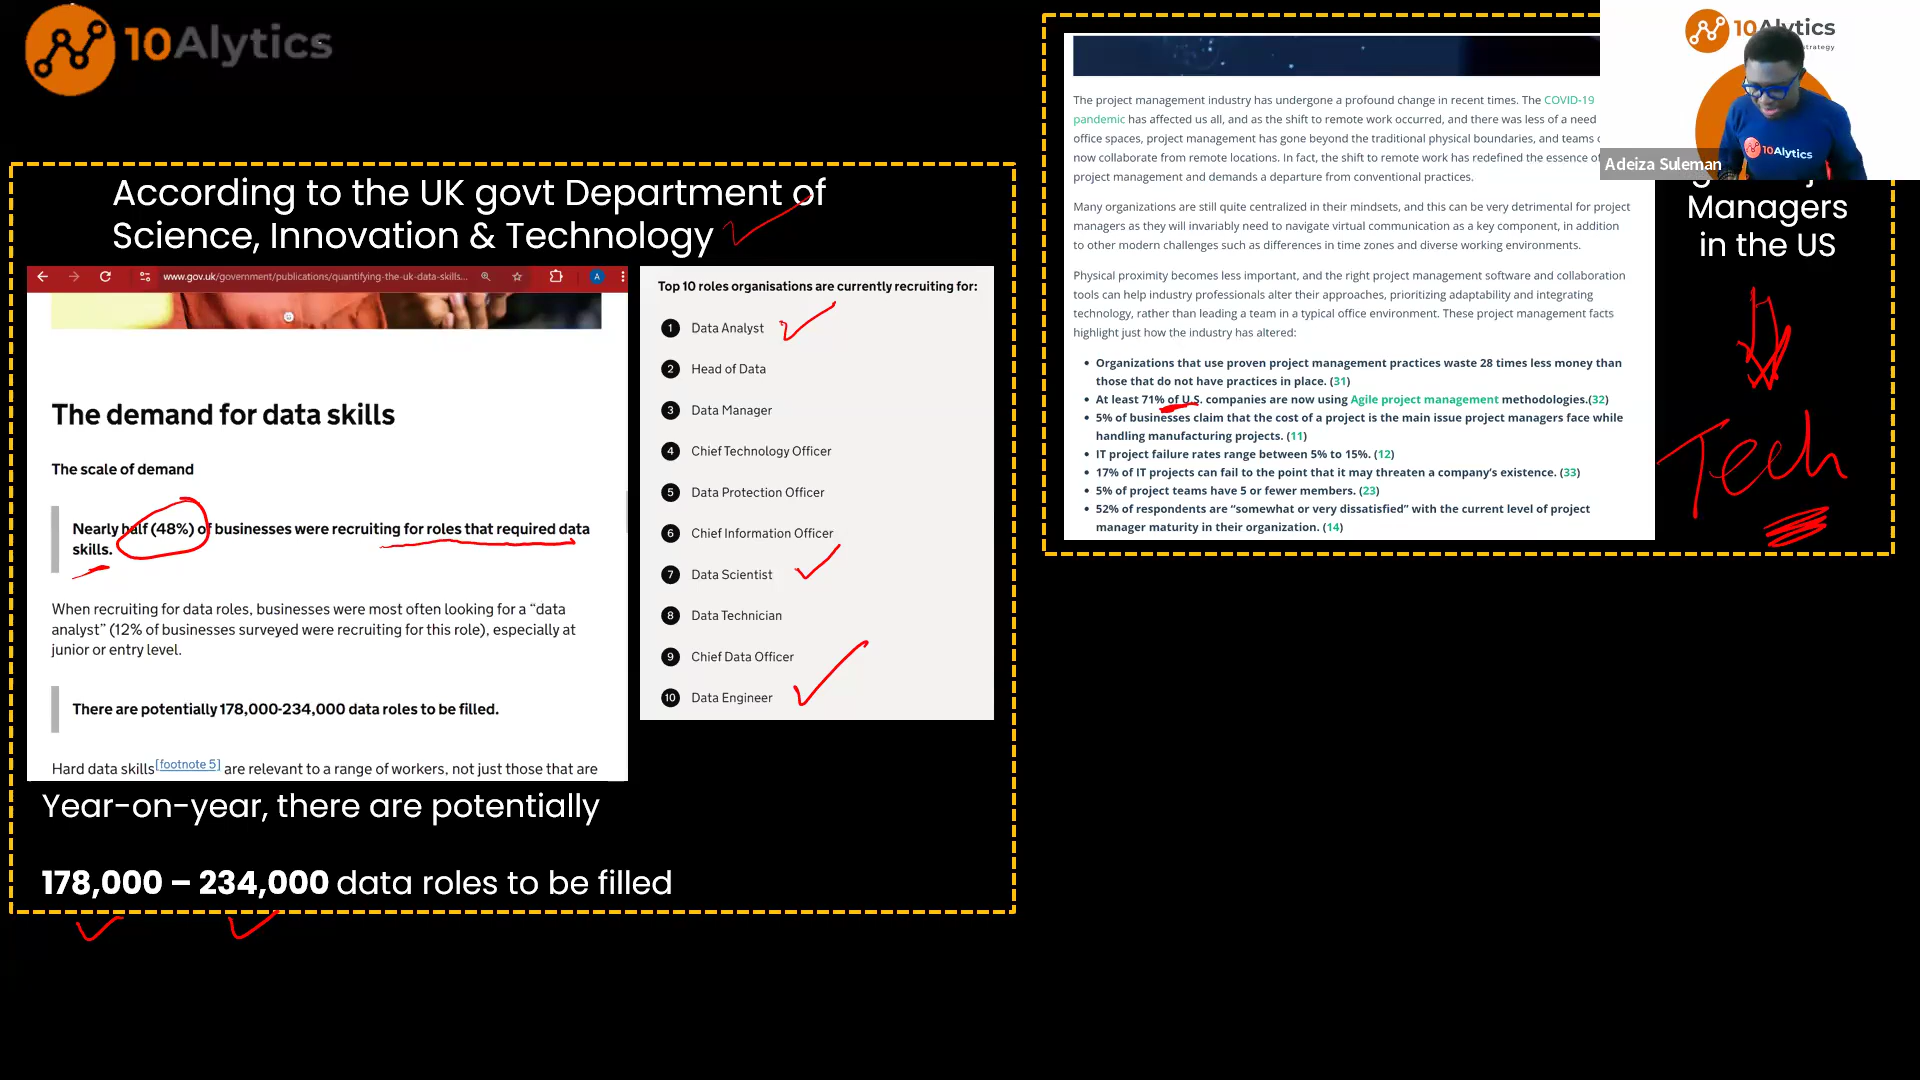 10Alytics
According to the UK govt Department of
Science, Innovation & Technology
www.gov.uk/government/publications/quantifying-the-uk-data-skills...
A
The demand for data skills
The scale of demand
Nearly half (48%) of businesses were recruiting for roles that required data
skills.
When recruiting for data roles, businesses were most often looking for a “data
analyst” (12% of businesses surveyed were recruiting for this role), especially at
junior or entry level.
There are potentially 178,000-234,000 data roles to be filled.
Hard data skills[footnote 5] are relevant to a range of workers, not just those that are
Top 10 roles organisations are currently recruiting for:
1 Data Analyst
2 Head of Data
3 Data Manager
4 Chief Technology Officer
5 Data Protection Officer
6 Chief Information Officer
7 Data Scientist
8 Data Technician
9 Chief Data Officer
10 Data Engineer
Year-on-year, there are potentially
178,000 – 234,000 data roles to be filled
The project management industry has undergone a profound change in recent times. The COVID-19
pandemic has affected us all, and as the shift to remote work occurred, and there was less of a need
office spaces, project management has gone beyond the traditional physical boundaries, and teams
now collaborate from remote locations. In fact, the shift to remote work has redefined the essence of
project management and demands a departure from conventional practices.
Many organizations are still quite centralized in their mindsets, and this can be very detrimental for project
managers as they will invariably need to navigate virtual communication as a key component, in addition
to other modern challenges such as differences in time zones and diverse working environments.
Physical proximity becomes less important, and the right project management software and collaboration
tools can help industry professionals alter their approaches, prioritizing adaptability and integrating
technology, rather than leading a team in a typical office environment. These project management facts
highlight just how the industry has altered:
• Organizations that use proven project management practices waste 28 times less money than
those that do not have practices in place. (31)
• At least 71% of U.S. companies are now using Agile project management methodologies.(32)
• 5% of businesses claim that the cost of a project is the main issue project managers face while
handling manufacturing projects. (11)
• IT project failure rates range between 5% to 15%. (12)
• 17% of IT projects can fail to the point that it may threaten a company’s existence. (33)
• 5% of project teams have 5 or fewer members. (23)
• 52% of respondents are “somewhat or very dissatisfied” with the current level of project
manager maturity in their organization. (14)
10Alytics
strategy
10Alytics
Adeiza Suleman
Managers
in the US
Tech